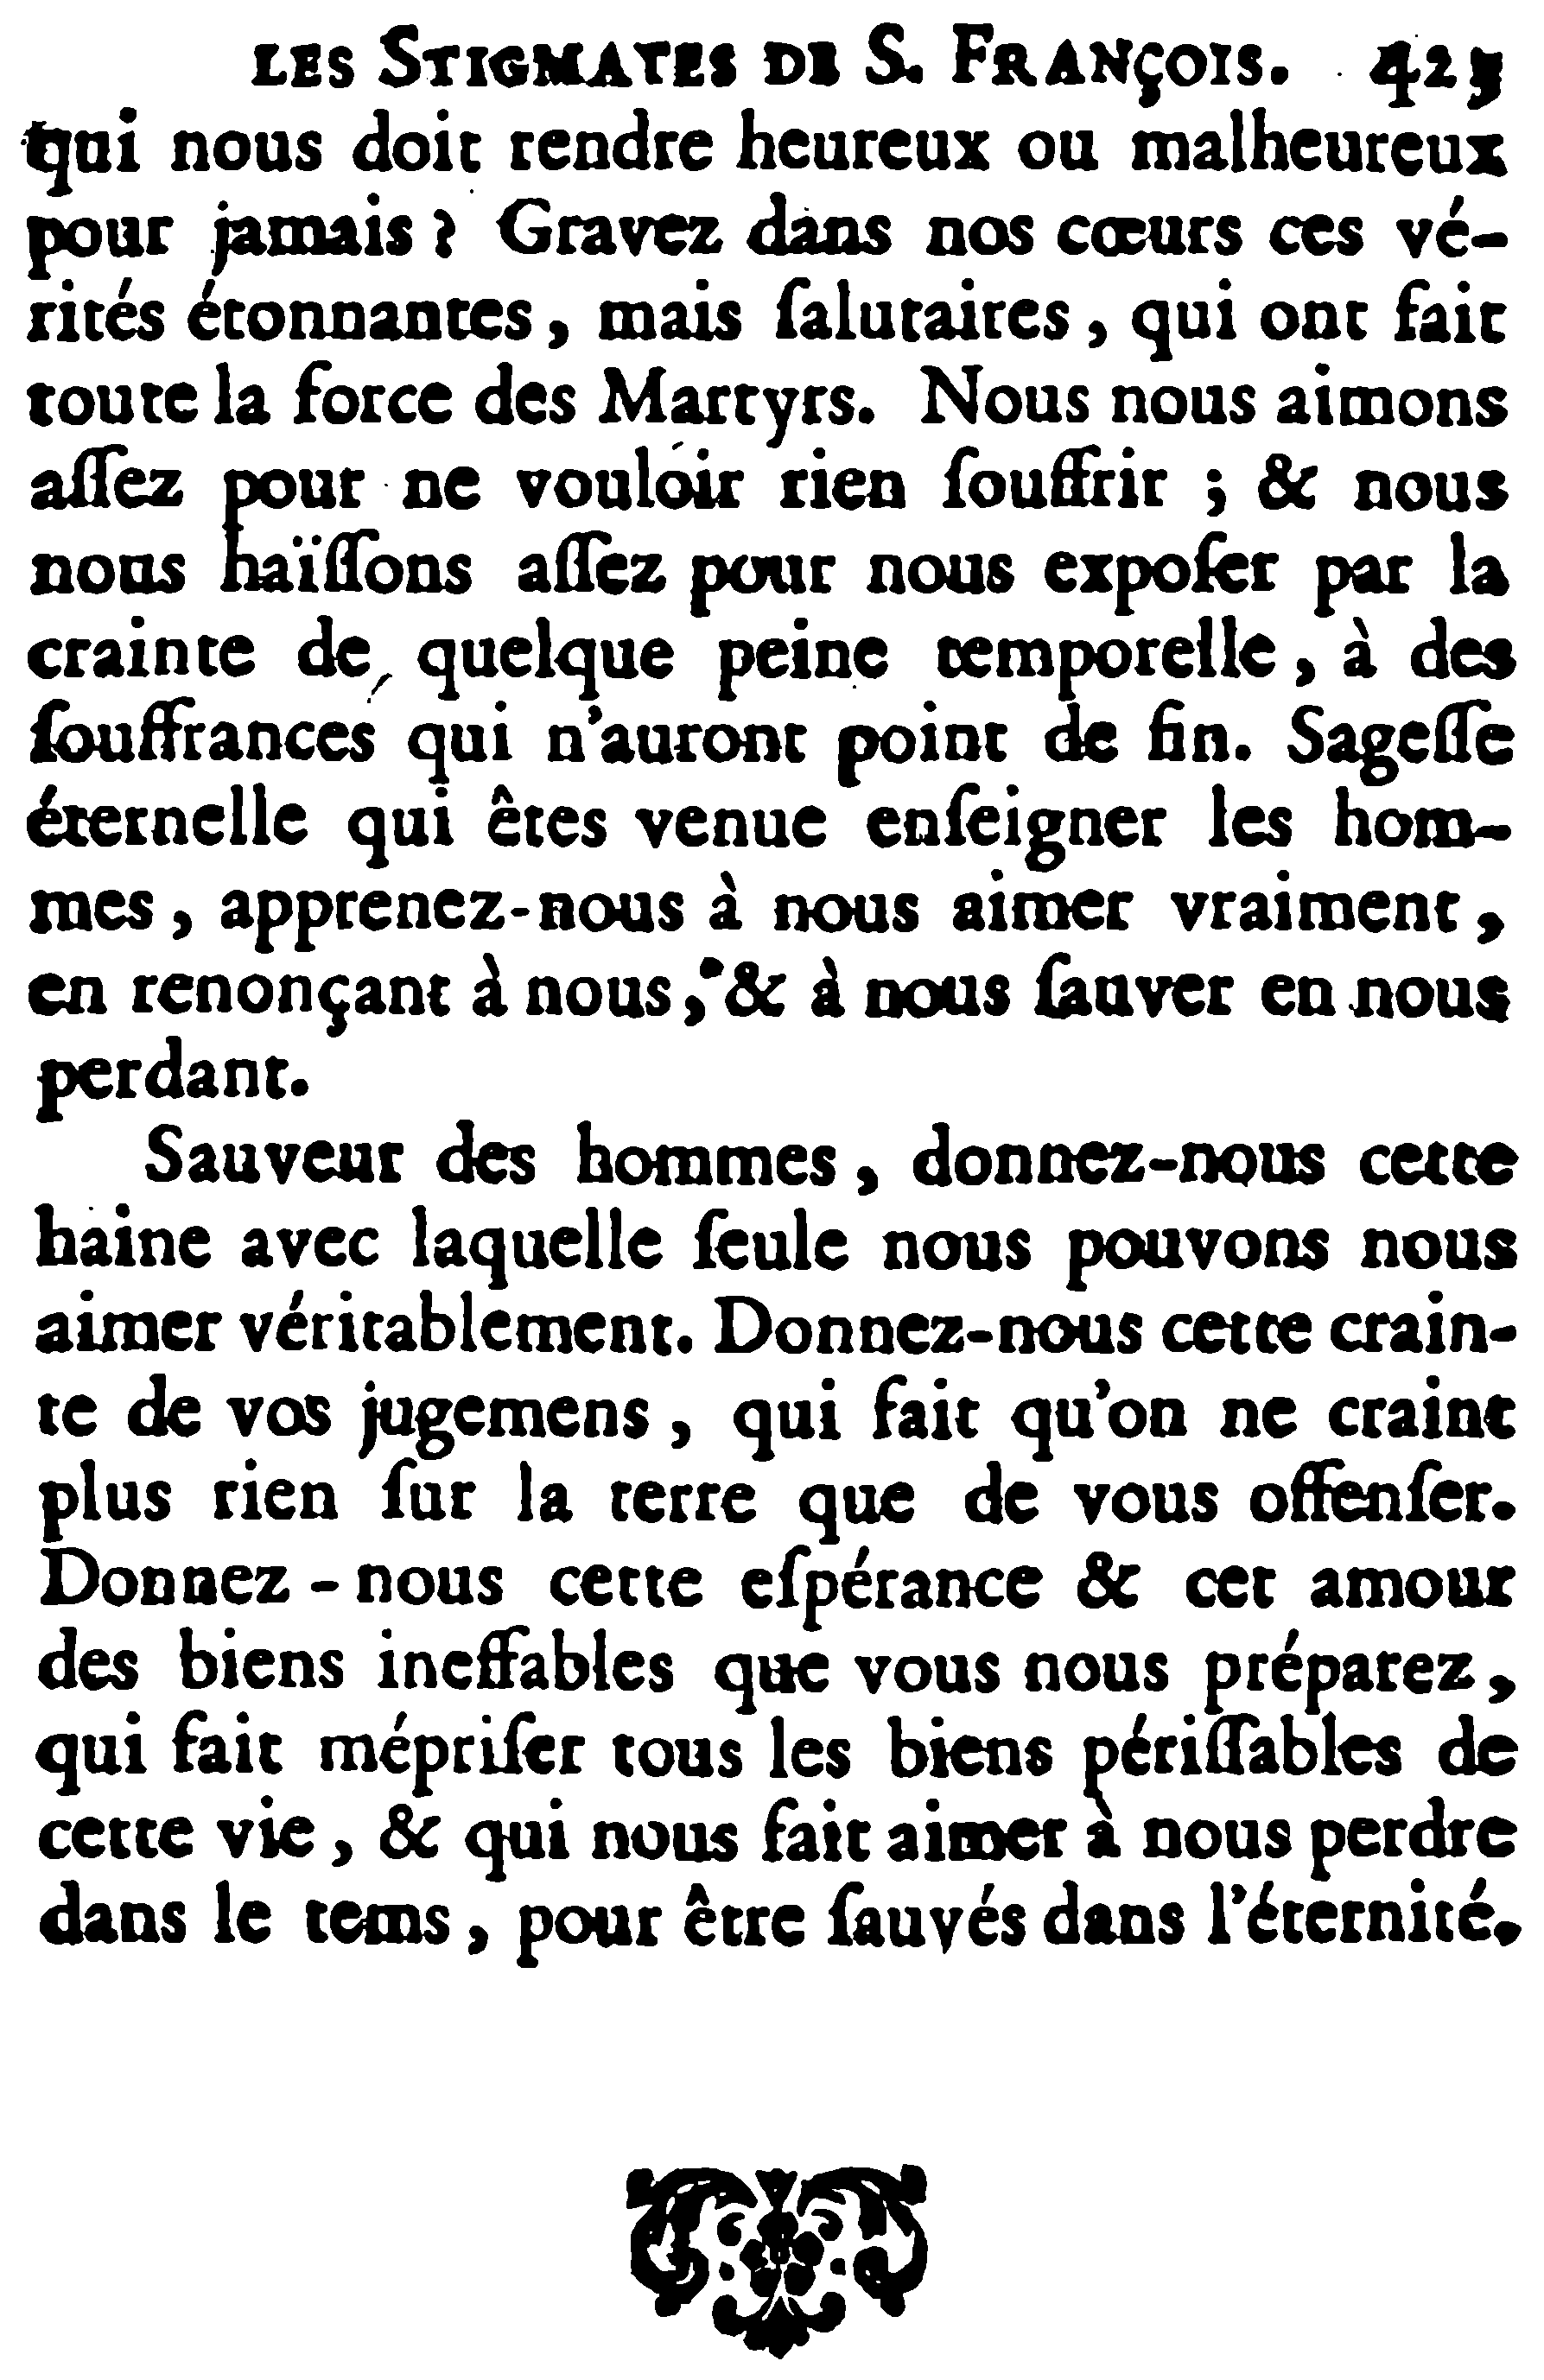 LES STIGMATES DE S. FRANÇOIS. 425
qui nous doit rendre heureux ou malheureux
pour jamais ? Gravez dans nos cœurs ces vé-
rités étonnantes, mais ſalutaires, qui ont fait
toute la force des Martyrs. Nous nous aimons
aſſez pour ne vouloir rien ſouffrir ; & nous
nous haïſſons aſſez pour nous expoſer par la
crainte de quelque peine temporelle, à des
ſouffrances qui n'auront point de fin. Sageſſe
éternelle qui êtes venue enſeigner les hom-
mes, apprenez-nous à nous aimer vraiment,
en renonçant à nous, & à nous ſauver en nous
perdant.
Sauveur des hommes, donnez-nous cette
haine avec laquelle ſeule nous pouvons nous
aimer véritablement. Donnez-nous cette crain-
te de vos jugemens, qui fait qu'on ne craint
plus rien ſur la terre que de vous offenſer.
Donnez-nous cette eſpérance & cet amour
des biens ineffables que vous nous préparez,
qui fait mépriſer tous les biens périſſables de
cette vie, & qui nous fait aimer à nous perdre
dans le tems, pour être ſauvés dans l'éternité.